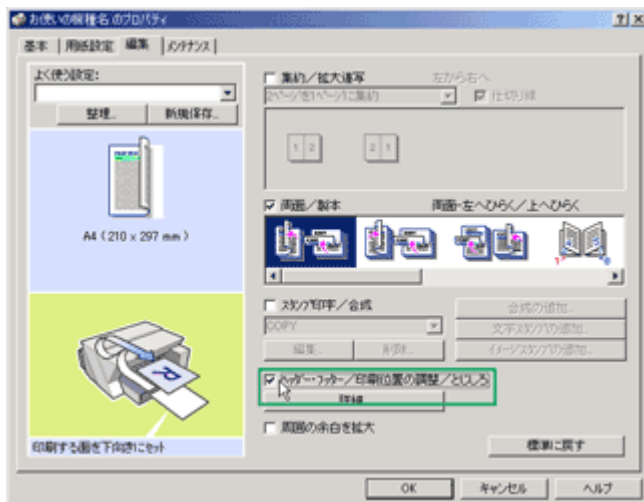 お使いの機種名 のプロパティ
基本 用紙設定 編集 メンテナンス
よく使う設定:
整理... 新規保存...
A4 ( 210 x 297 mm )
印刷する面を下向きにセット
集約/拡大連写 左から右へ
2ページを1ページに集約 仕切り線
1 2 2 1
両面/製本 両面-左へひらく/上へひらく
スタンプ印字/合成
COPY
編集... 削除...
合成の追加...
文字スタンプの追加...
イメージスタンプの追加...
ヘッダー・フッター/印刷位置の調整/とじしろ
詳細
周囲の余白を拡大
標準に戻す
OK キャンセル ヘルプ